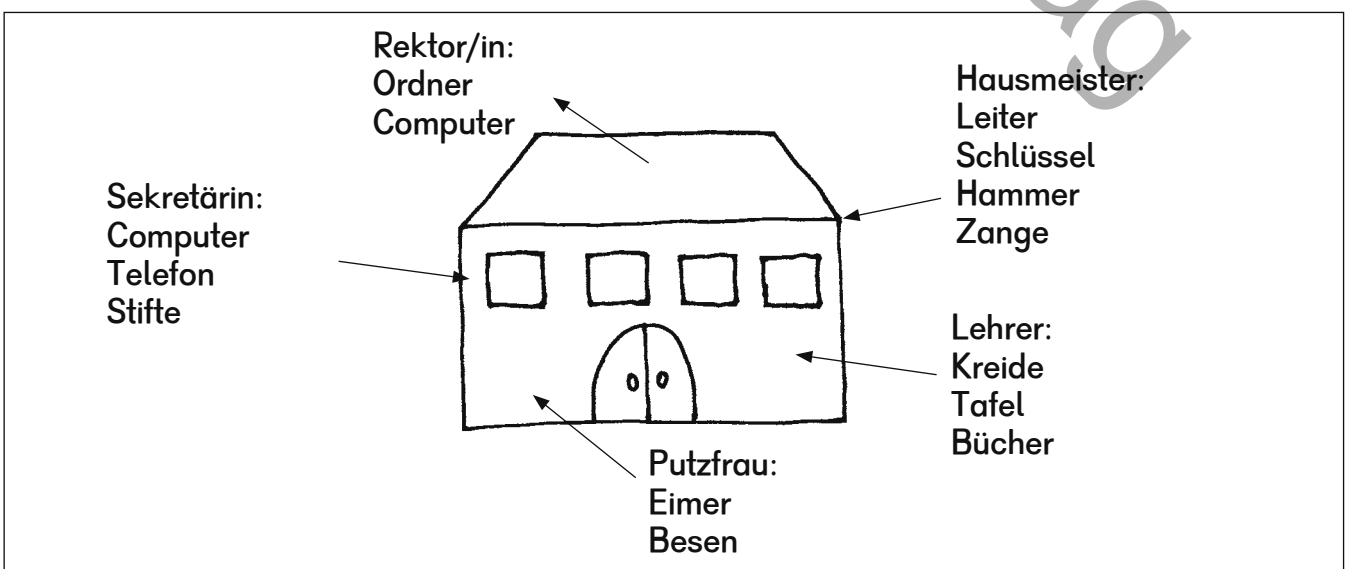 Rektor/in:
Ordner
Computer
Hausmeister:
Leiter
Schlüssel
Hammer
Zange
Sekretärin:
Computer
Telefon
Stifte
Lehrer:
Kreide
Tafel
Bücher
Putzfrau:
Eimer
Besen